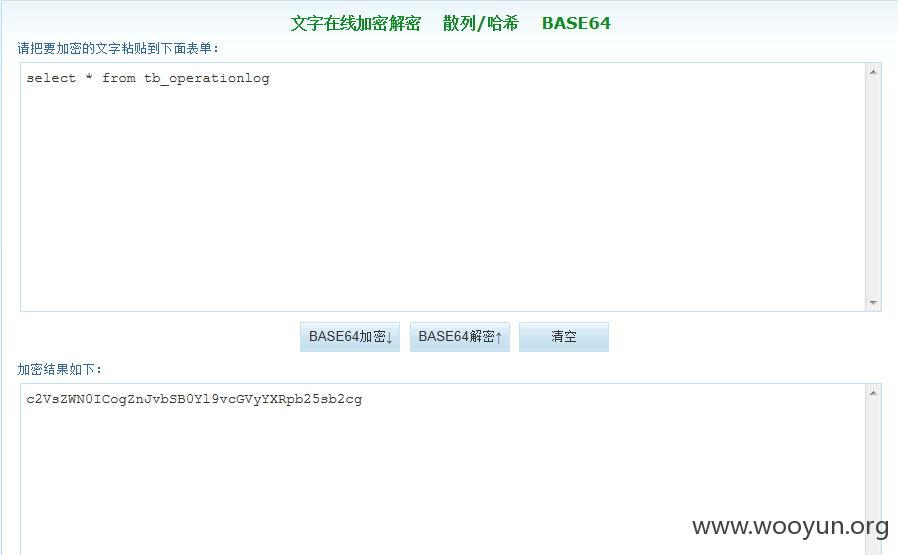 文字在线加密解密 散列/哈希 BASE64
请把要加密的文字粘贴到下面表单：
select * from tb_operationlog
BASE64加密↓ BASE64解密↑ 清空
加密结果如下：
c2VsZWN0ICogZnJvbSB0Yl9vcGVyYXRpb25sb2cg
www.wooyun.org